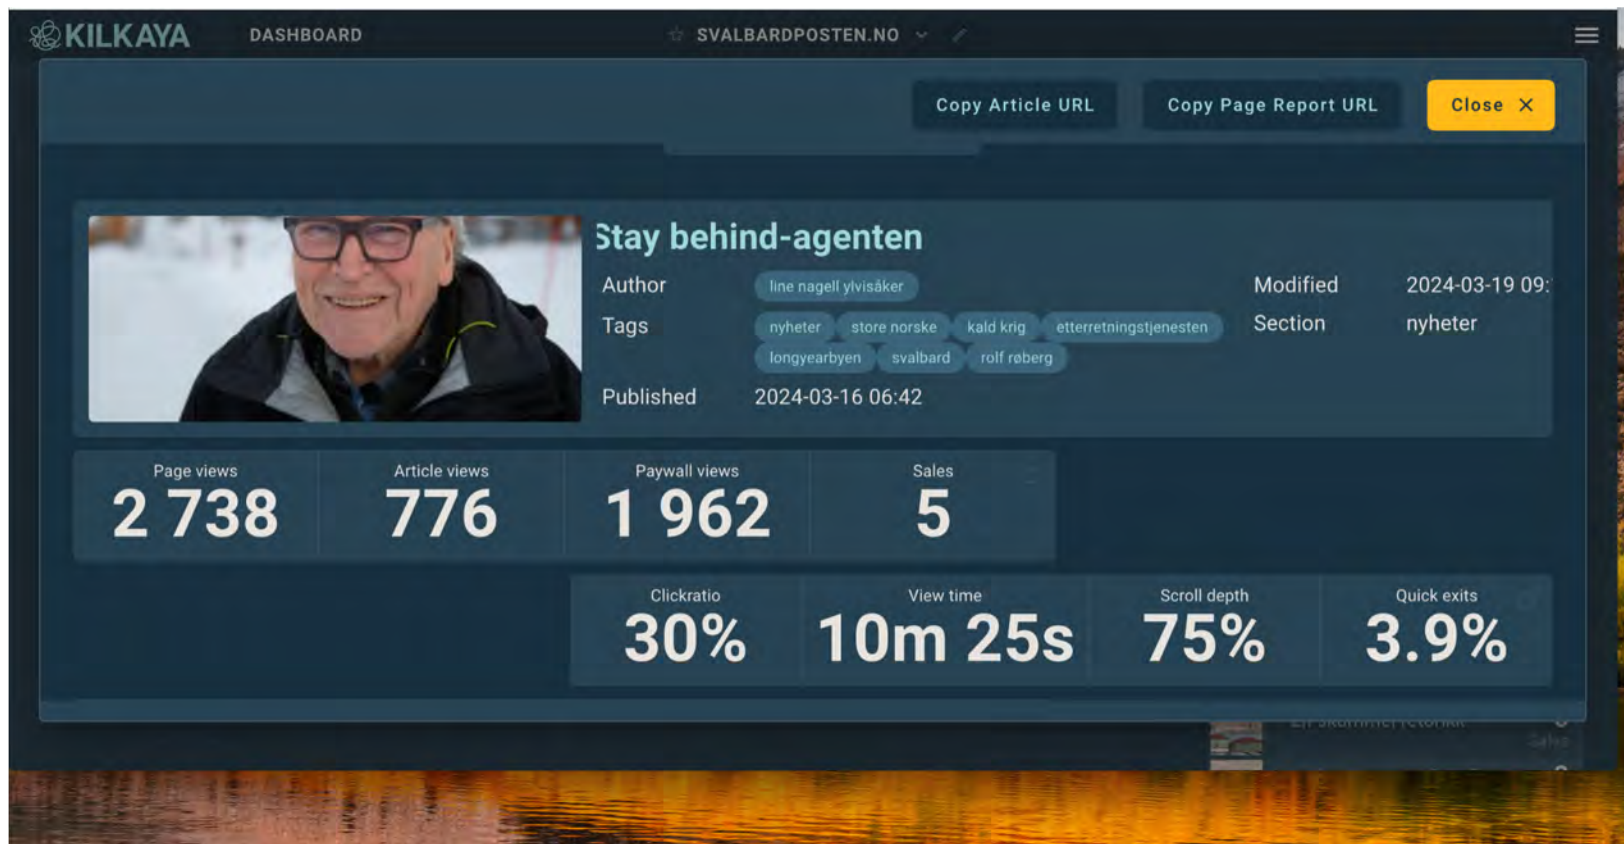 KILKAYA DASHBOARD SVALBARDPOSTEN.NO
Copy Article URL Copy Page Report URL Close X
Stay behind-agenten
Author line nagell ylvisåker Modified 2024-03-19 09:
Tags nyheter store norske kald krig etterretningstjenesten Section nyheter
longyearbyen svalbard rolf røberg
Published 2024-03-16 06:42
Page views Article views Paywall views Sales
2 738 776 1 962 5
Clickratio View time Scroll depth Quick exits
30% 10m 25s 75% 3.9%
Sales